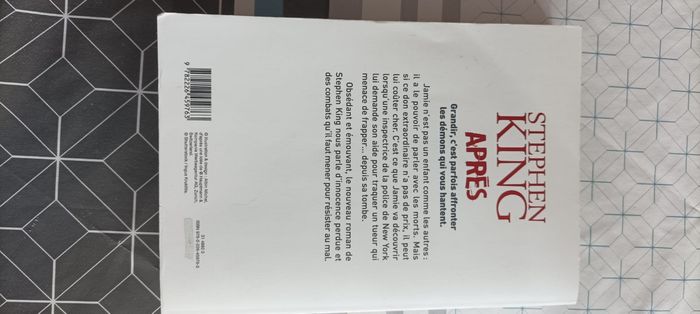 STEPHEN
KING
APRÈS
Grandir, c'est parfois affronter
les démons qui vous hantent.
Jamie n'est pas un enfant comme les autres :
il a le pouvoir de parler avec les morts. Mais
si ce don extraordinaire n'a pas de prix, il peut
lui coûter cher. C'est ce que Jamie va découvrir
lorsqu'une inspectrice de la police de New York
lui demande son aide pour traquer un tueur qui
menace de frapper... depuis sa tombe.
Obsédant et émouvant, le nouveau roman de
Stephen King nous parle d'innocence perdue et
des combats qu'il faut mener pour résister au mal.
9 782226 459763